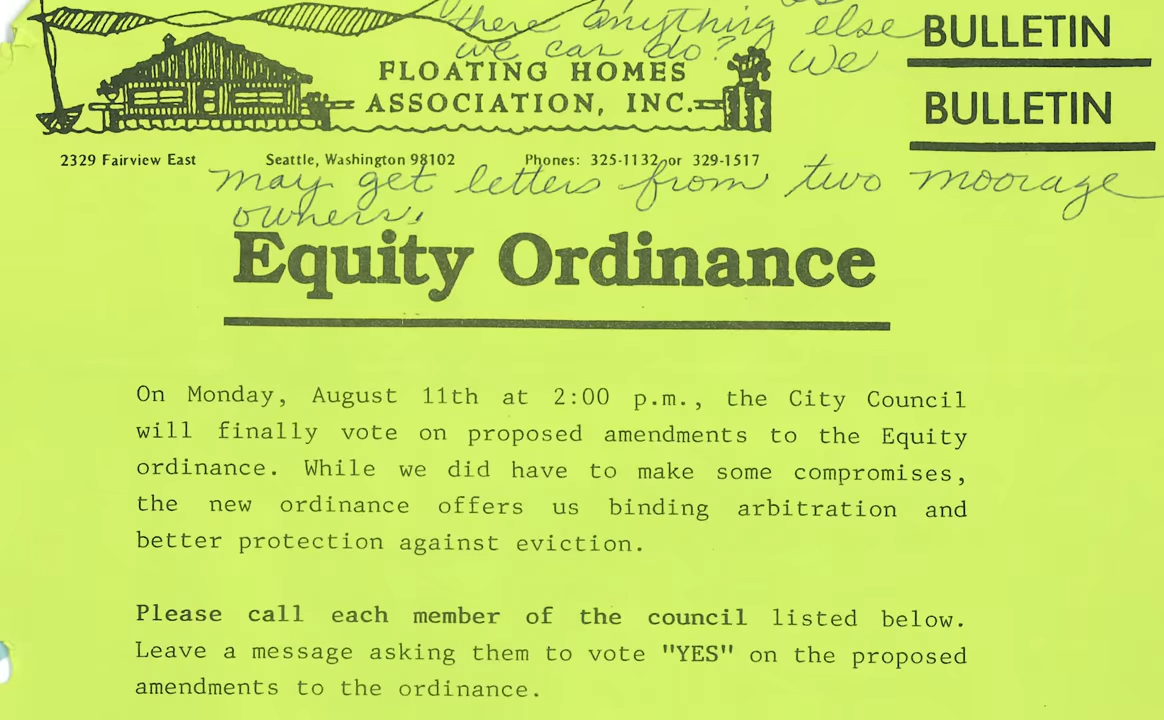 there anything else
we can do? We
BULLETIN
BULLETIN
FLOATING HOMES
ASSOCIATION, INC.
2329 Fairview East Seattle, Washington 98102 Phones: 325-1132 or 329-1517
may get letters from two moorage
owners.
Equity Ordinance
On Monday, August 11th at 2:00 p.m., the City Council
will finally vote on proposed amendments to the Equity
ordinance. While we did have to make some compromises,
the new ordinance offers us binding arbitration and
better protection against eviction.
Please call each member of the council listed below.
Leave a message asking them to vote "YES" on the proposed
amendments to the ordinance.